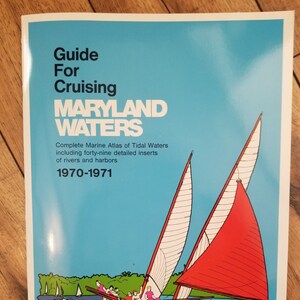 Guide
For
Cruising
MARYLAND
WATERS
Complete Marine Atlas of Tidal Waters
including forty-nine detailed inserts
of rivers and harbors
1970-1971